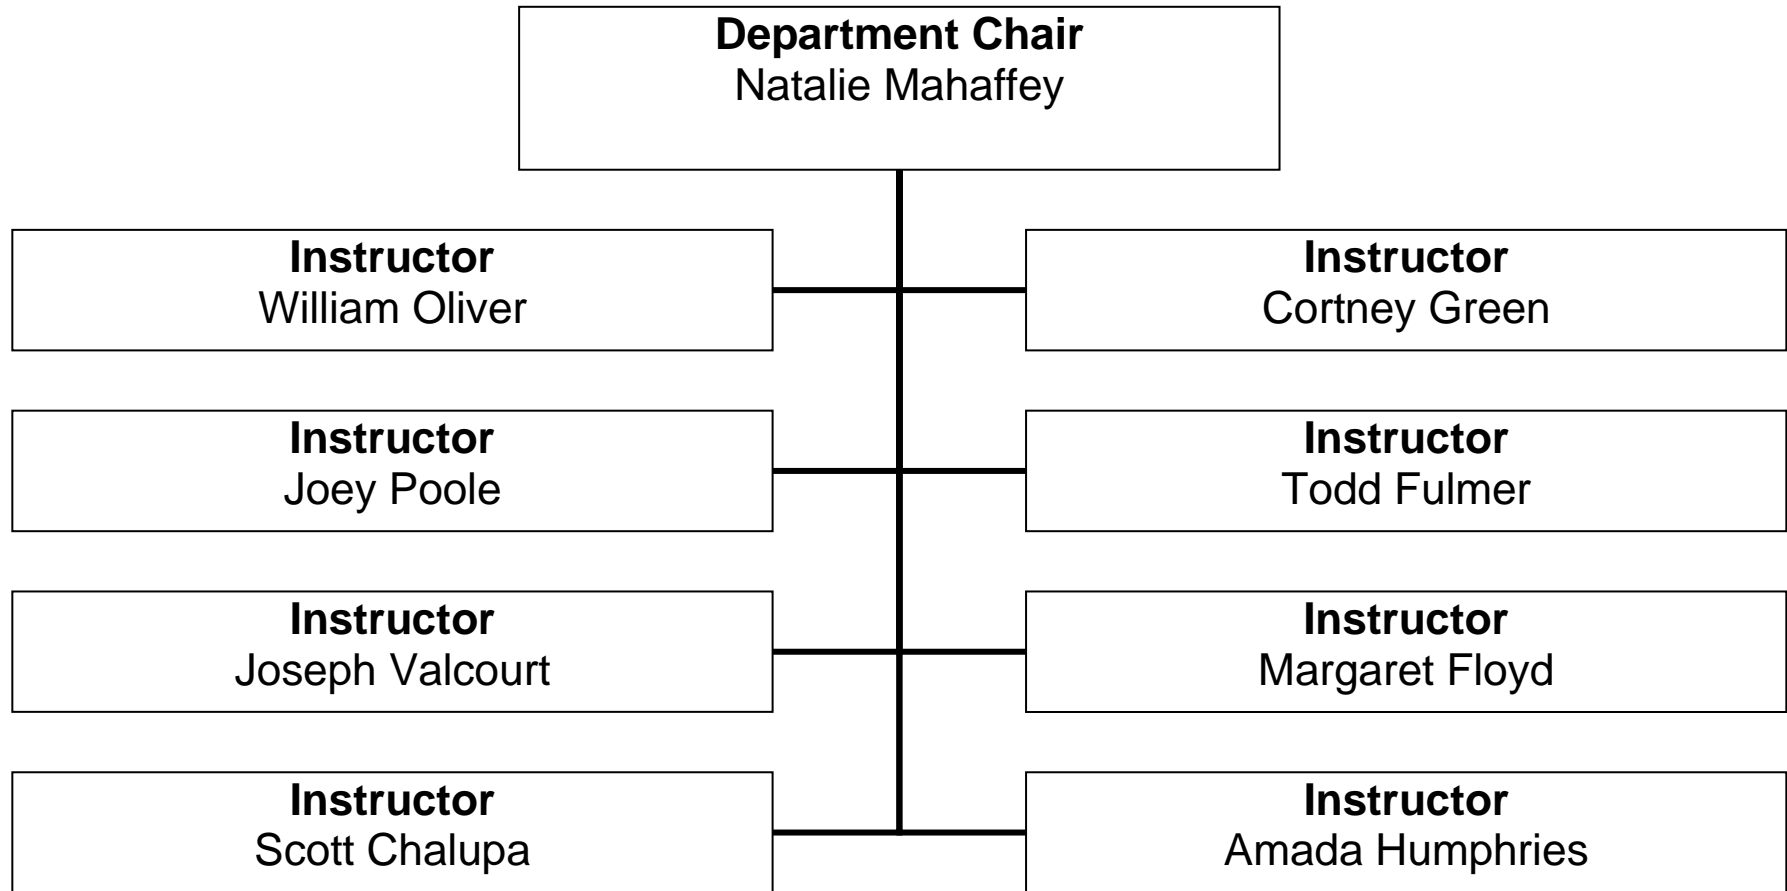 Department Chair
Natalie Mahaffey
Instructor
William Oliver
Instructor
Cortney Green
Instructor
Joey Poole
Instructor
Todd Fulmer
Instructor
Joseph Valcourt
Instructor
Margaret Floyd
Instructor
Scott Chalupa
Instructor
Amada Humphries